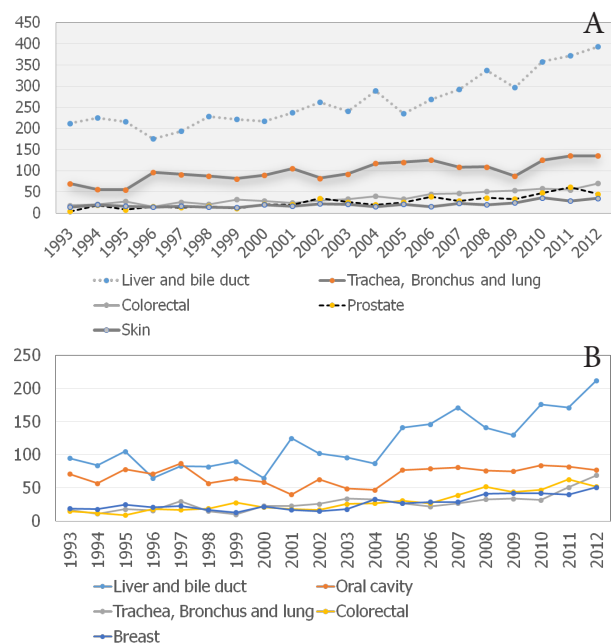 A
450
400
350
300
250
200
150
100
50
0
1993 1994 1995 1996 1997 1998 1999 2000 2001 2002 2003 2004 2005 2006 2007 2008 2009 2010 2011 2012
Liver and bile duct Trachea, Bronchus and lung
Colorectal Prostate
Skin
B
250
200
150
100
50
0
1993 1994 1995 1996 1997 1998 1999 2000 2001 2002 2003 2004 2005 2006 2007 2008 2009 2010 2011 2012
Liver and bile duct Oral cavity
Trachea, Bronchus and lung Colorectal
Breast